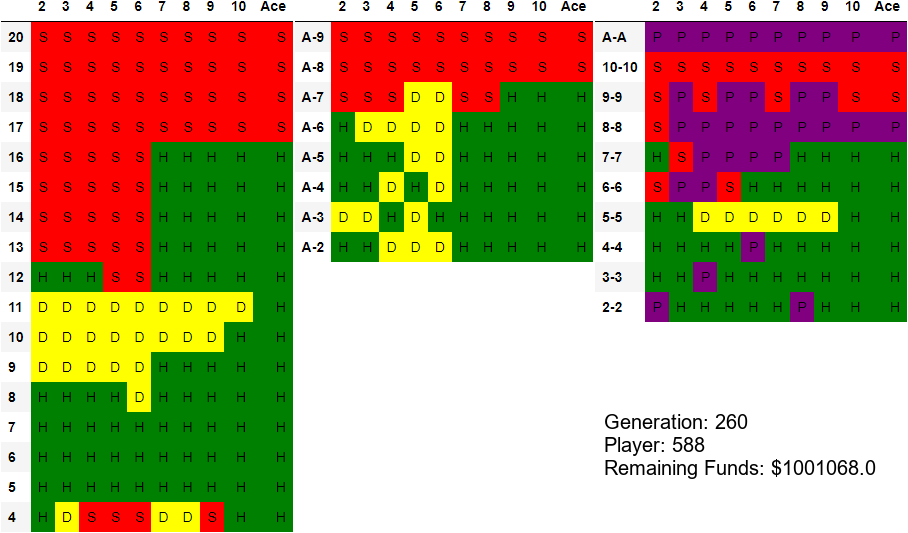 2 3 4 5 6 7 8 9 10 Ace
20 S S S S S S S S S S
19 S S S S S S S S S S
18 S S S S S S S S S S
17 S S S S S S S S S S
16 S S S S S H H H H H
15 S S S S S H H H H H
14 S S S S S H H H H H
13 S S S S S H H H H H
12 H H H S S H H H H H
11 D D D D D D D D D H
10 D D D D D D D D H H
9 D D D D D H H H H H
8 H H H H D H H H H H
7 H H H H H H H H H H
6 H H H H H H H H H H
5 H H H H H H H H H H
4 H D S S S D D S H H
2 3 4 5 6 7 8 9 10 Ace
A-9 S S S S S S S S S S
A-8 S S S S S S S S S S
A-7 S S S D D S S H H H
A-6 H D D D D H H H H H
A-5 H H H D D H H H H H
A-4 H H D H D H H H H H
A-3 D D H D H H H H H H
A-2 H H D D D H H H H H
2 3 4 5 6 7 8 9 10 Ace
A-A P P P P P P P P P P
10-10 S S S S S S S S S S
9-9 S P S P P S P P S S
8-8 S P P P P P P P P P
7-7 H S P P P P H H H H
6-6 S P P S H H H H H H
5-5 H H D D D D D D H H
4-4 H H H H P H H H H H
3-3 H H P H H H H H H H
2-2 P H H H H H P H H H
Generation: 260
Player: 588
Remaining Funds: $1001068.0